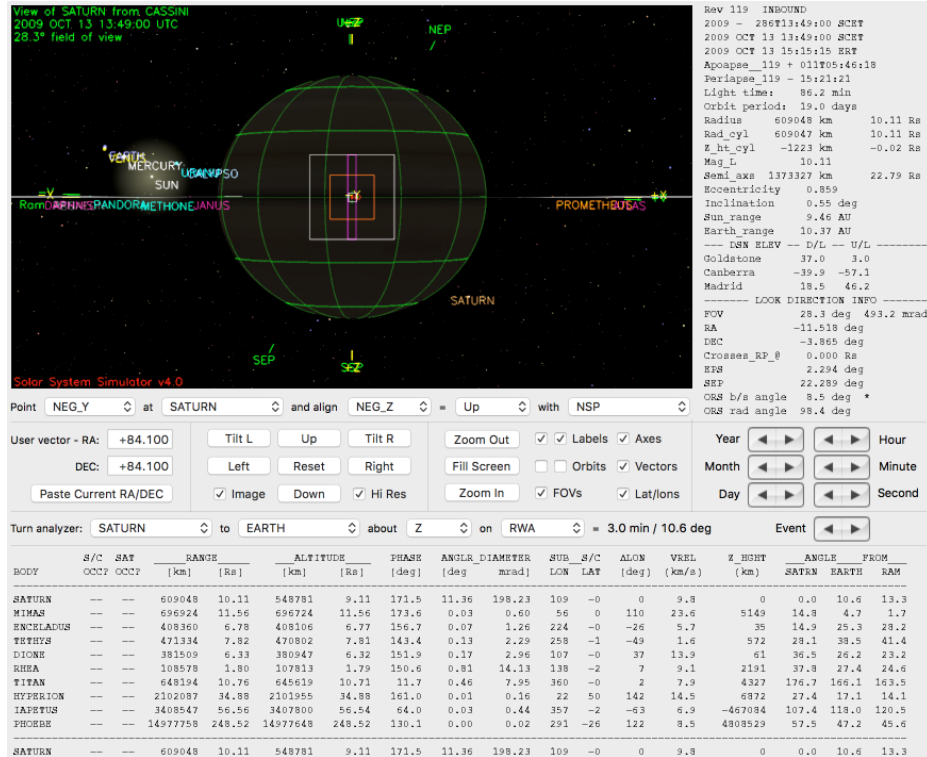 View of SATURN from CASSINI
2009 OCT 13 13:49:00 UTC
28.3° field of view
NEP
MERCURY
SUN
PANDORA METHONE JANUS
PROMETHEUS
SATURN
SEP
Solar System Simulator v4.0
Rev 119 INBOUND
2009 - 286T13:49:00 SCET
2009 OCT 13 13:49:00 SCET
2009 OCT 13 15:15:15 ERT
Apoapse__119 + 011T05:46:18
Periapse_119 - 15:21:21
Light time: 86.2 min
Orbit period: 19.0 days
Radius 609048 km 10.11 Rs
Rad_cyl 609047 km 10.11 Rs
Z_ht_cyl -1223 km -0.02 Rs
Mag_L 10.11
Semi_axs 1373327 km 22.79 Rs
Eccentricity 0.859
Inclination 0.55 deg
Sun_range 9.46 AU
Earth_range 10.37 AU
--- DSN ELEV -- D/L -- U/L -------
Goldstone 37.0 3.0
Canberra -39.9 -57.1
Madrid 18.5 46.2
------- LOOK DIRECTION INFO -------
FOV 28.3 deg 493.2 mrad
RA -11.518 deg
DEC -3.865 deg
Crosses_RP_@ 0.000 Rs
EPS 2.294 deg
SEP 22.289 deg
ORS b/s angle 8.5 deg *
ORS rad angle 98.4 deg
Point NEG_Y at SATURN and align NEG_Z = Up with NSP
User vector - RA: +84.100 Tilt L Up Tilt R Zoom Out Labels Axes Year Hour
DEC: +84.100 Left Reset Right Fill Screen Orbits Vectors Month Minute
Paste Current RA/DEC Image Down Hi Res Zoom In FOVs Lat/lons Day Second
Turn analyzer: SATURN to EARTH about Z on RWA = 3.0 min / 10.6 deg Event
S/C SAT RANGE ALTITUDE PHASE ANGLR_DIAMETER SUB_S/C ΔLON VREL Z_HGHT ANGLE FROM
BODY OCC? OCC? [km] [Rs] [km] [Rs] [deg] [deg mrad] LON LAT (deg) (km/s) (km) SATRN EARTH RAM
SATURN -- -- 609048 10.11 548781 9.11 171.5 11.36 198.23 109 -0 0 9.8 0 0.0 10.6 13.3
MIMAS -- -- 696924 11.56 696724 11.56 173.6 0.03 0.60 56 0 110 23.6 5149 14.8 4.7 1.7
ENCELADUS -- -- 408360 6.78 408106 6.77 156.7 0.07 1.26 224 -0 -26 5.7 35 14.9 25.3 28.2
TETHYS -- -- 471334 7.82 470802 7.81 143.4 0.13 2.29 258 -1 -49 1.6 572 28.1 38.5 41.4
DIONE -- -- 381509 6.33 380947 6.32 151.9 0.17 2.96 107 -0 37 13.9 61 36.5 26.2 23.2
RHEA -- -- 108578 1.80 107813 1.79 150.6 0.81 14.13 138 -2 7 9.1 2191 37.8 27.4 24.6
TITAN -- -- 648194 10.76 645619 10.71 11.7 0.46 7.95 360 -0 2 7.9 4327 176.7 166.1 163.5
HYPERION -- -- 2102087 34.88 2101955 34.88 161.0 0.01 0.16 22 50 142 14.5 6872 27.4 17.1 14.1
IAPETUS -- -- 3408547 56.56 3407800 56.54 64.0 0.03 0.44 357 -2 -63 6.9 -467084 107.4 118.0 120.5
PHOEBE -- -- 14977758 248.52 14977648 248.52 130.1 0.00 0.02 291 -26 122 8.5 4808529 57.5 47.2 45.6
SATURN -- -- 609048 10.11 548781 9.11 171.5 11.36 198.23 109 -0 0 9.8 0 0.0 10.6 13.3